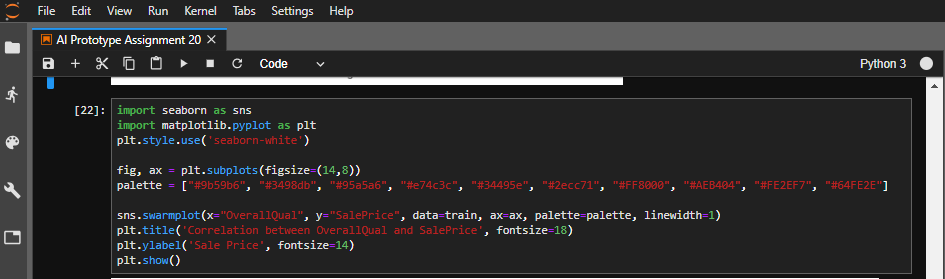 File Edit View Run Kernel Tabs Settings Help
AI Prototype Assignment 20
Code Python 3
[22]: import seaborn as sns
import matplotlib.pyplot as plt
plt.style.use('seaborn-white')
fig, ax = plt.subplots(figsize=(14,8))
palette = ["#9b59b6", "#3498db", "#95a5a6", "#e74c3c", "#34495e", "#2ecc71", "#FF8000", "#AEB404", "#FE2EF7", "#64FE2E"]
sns.swarmplot(x="OverallQual", y="SalePrice", data=train, ax=ax, palette=palette, linewidth=1)
plt.title('Correlation between OverallQual and SalePrice', fontsize=18)
plt.ylabel('Sale Price', fontsize=14)
plt.show()